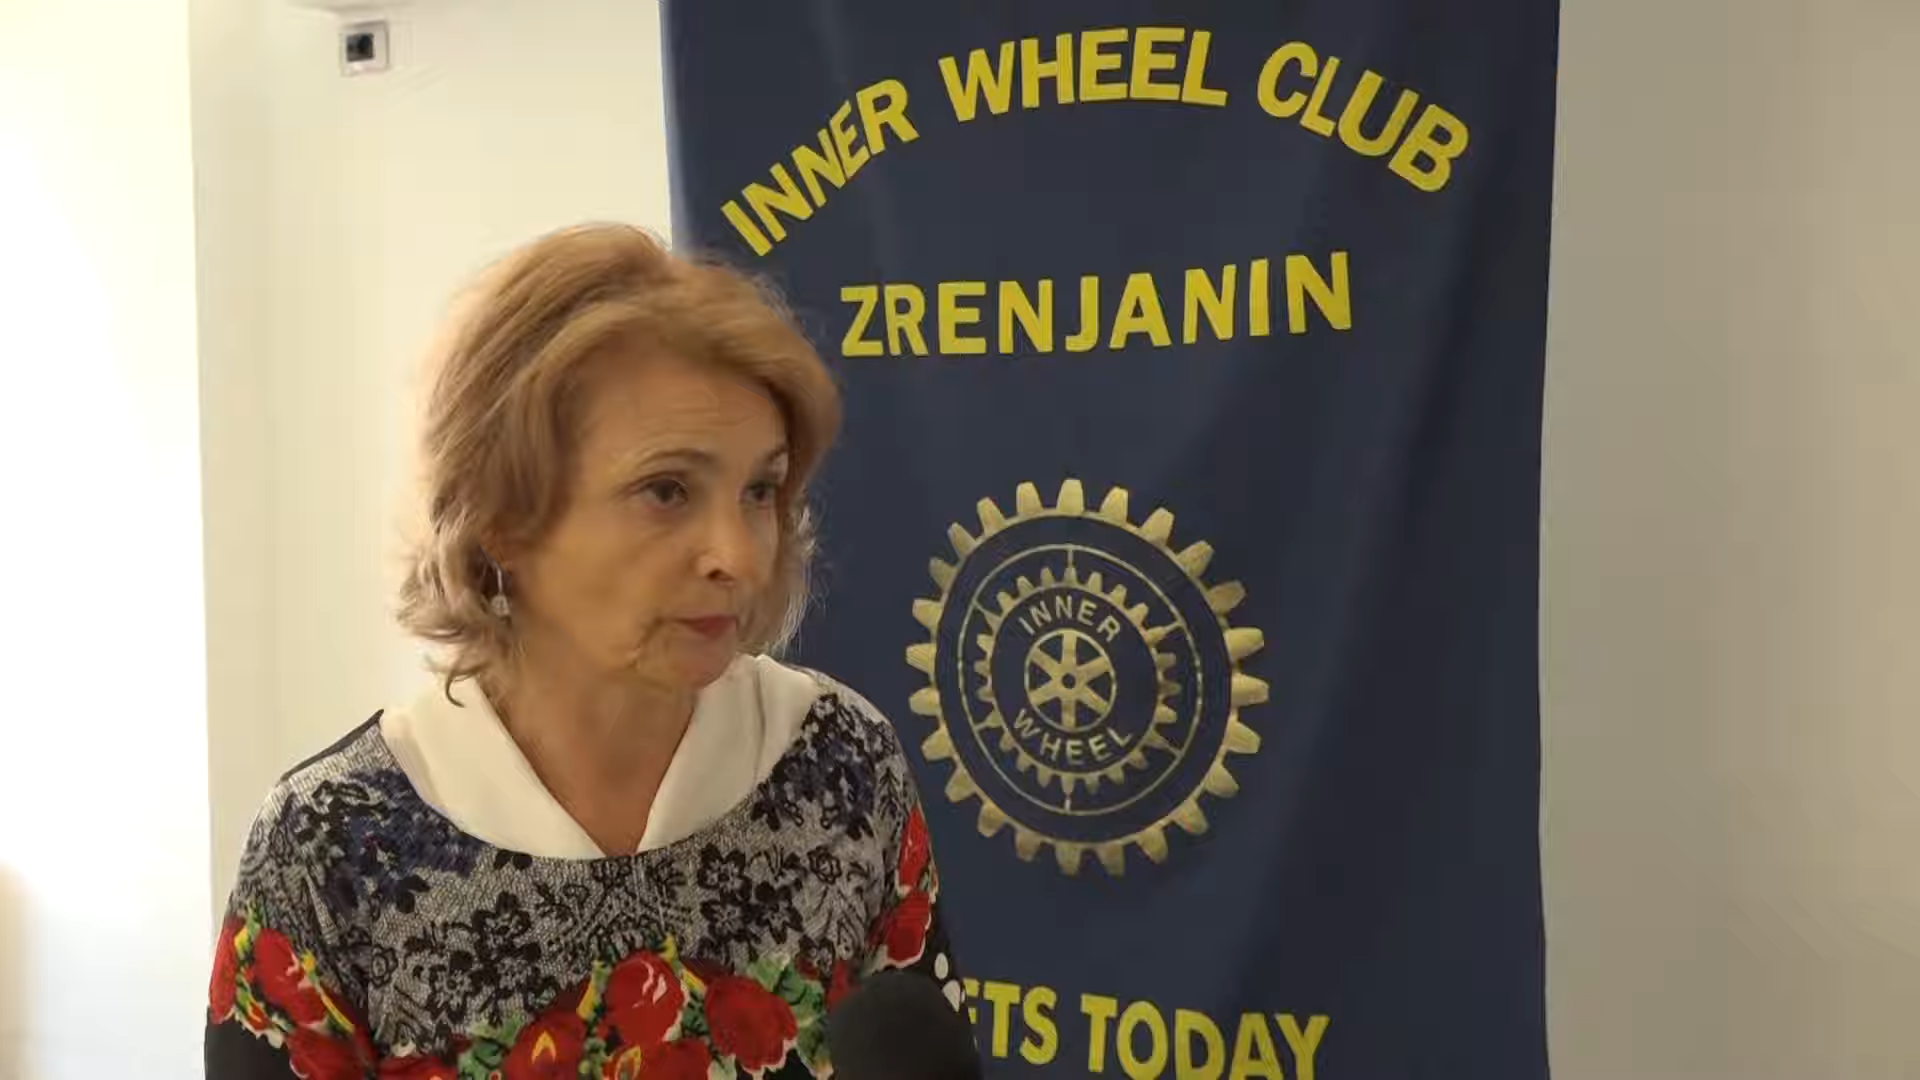 INNER WHEEL CLUB
ZRENJANIN
INNER
WHEEL
TODAY